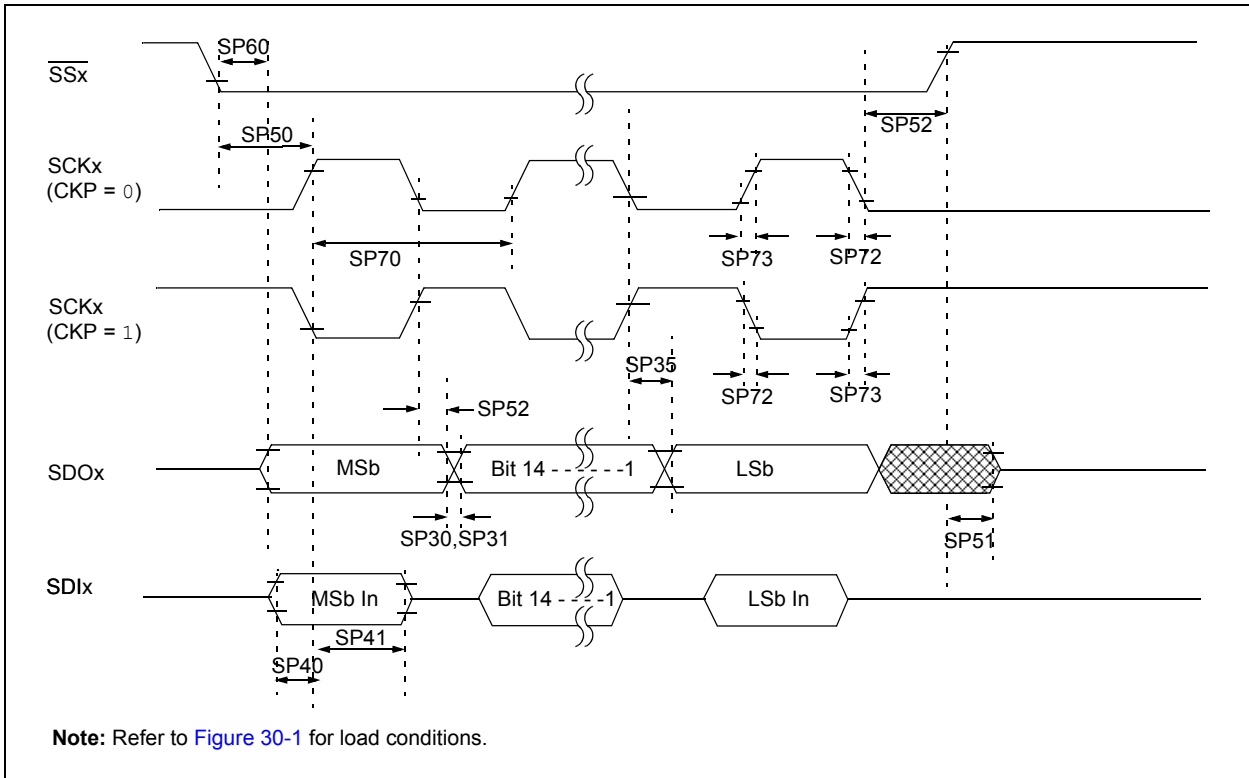 SP60
SSx
SP52
SP50
SCKx
(CKP = 0)
SP70
SP73
SP72
SCKx
(CKP = 1)
SP35
SP72
SP73
SP52
SDOx
MSb
Bit 14 - - - - - -1
LSb
SP30,SP31
SP51
SDIx
MSb In
Bit 14 - - - -1
LSb In
SP41
SP40
Note: Refer to Figure 30-1 for load conditions.